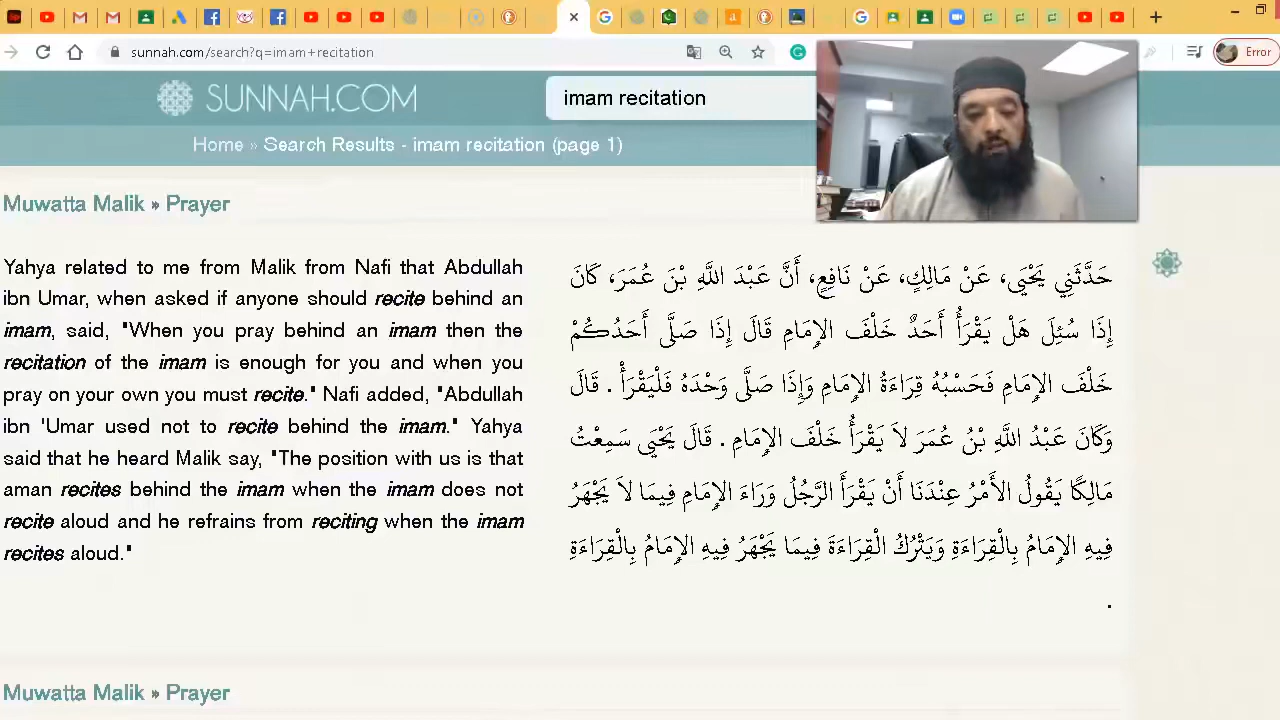 sunnah.com/search?q=imam+recitation
Error
SUNNAH.COM
imam recitation
Home » Search Results - imam recitation (page 1)
Muwatta Malik » Prayer
Yahya related to me from Malik from Nafi that Abdullah
ibn Umar, when asked if anyone should recite behind an
imam, said, "When you pray behind an imam then the
recitation of the imam is enough for you and when you
pray on your own you must recite." Nafi added, "Abdullah
ibn 'Umar used not to recite behind the imam." Yahya
said that he heard Malik say, "The position with us is that
aman recites behind the imam when the imam does not
recite aloud and he refrains from reciting when the imam
recites aloud."
حَدَّثَنِي يَحْيَى، عَنْ مَالِكٍ، عَنْ نَافِعٍ، أَنَّ عَبْدَ اللَّهِ بْنَ عُمَرَ، كَانَ
إِذَا سُئِلَ هَلْ يَقْرَأُ أَحَدٌ خَلْفَ الإِمَامِ قَالَ إِذَا صَلَّى أَحَدُكُمْ
خَلْفَ الإِمَامِ فَحَسْبُهُ قِرَاءَةُ الإِمَامِ وَإِذَا صَلَّى وَحْدَهُ فَلْيَقْرَأْ . قَالَ
وَكَانَ عَبْدُ اللَّهِ بْنُ عُمَرَ لاَ يَقْرَأُ خَلْفَ الإِمَامِ . قَالَ يَحْيَى سَمِعْتُ
مَالِكًا يَقُولُ الأَمْرُ عِنْدَنَا أَنْ يَقْرَأَ الرَّجُلُ وَرَاءَ الإِمَامِ فِيمَا لاَ يَجْهَرُ
فِيهِ الإِمَامُ بِالْقِرَاءَةِ وَيَتْرُكُ الْقِرَاءَةَ فِيمَا يَجْهَرُ فِيهِ الإِمَامُ بِالْقِرَاءَةِ
.
Muwatta Malik » Prayer